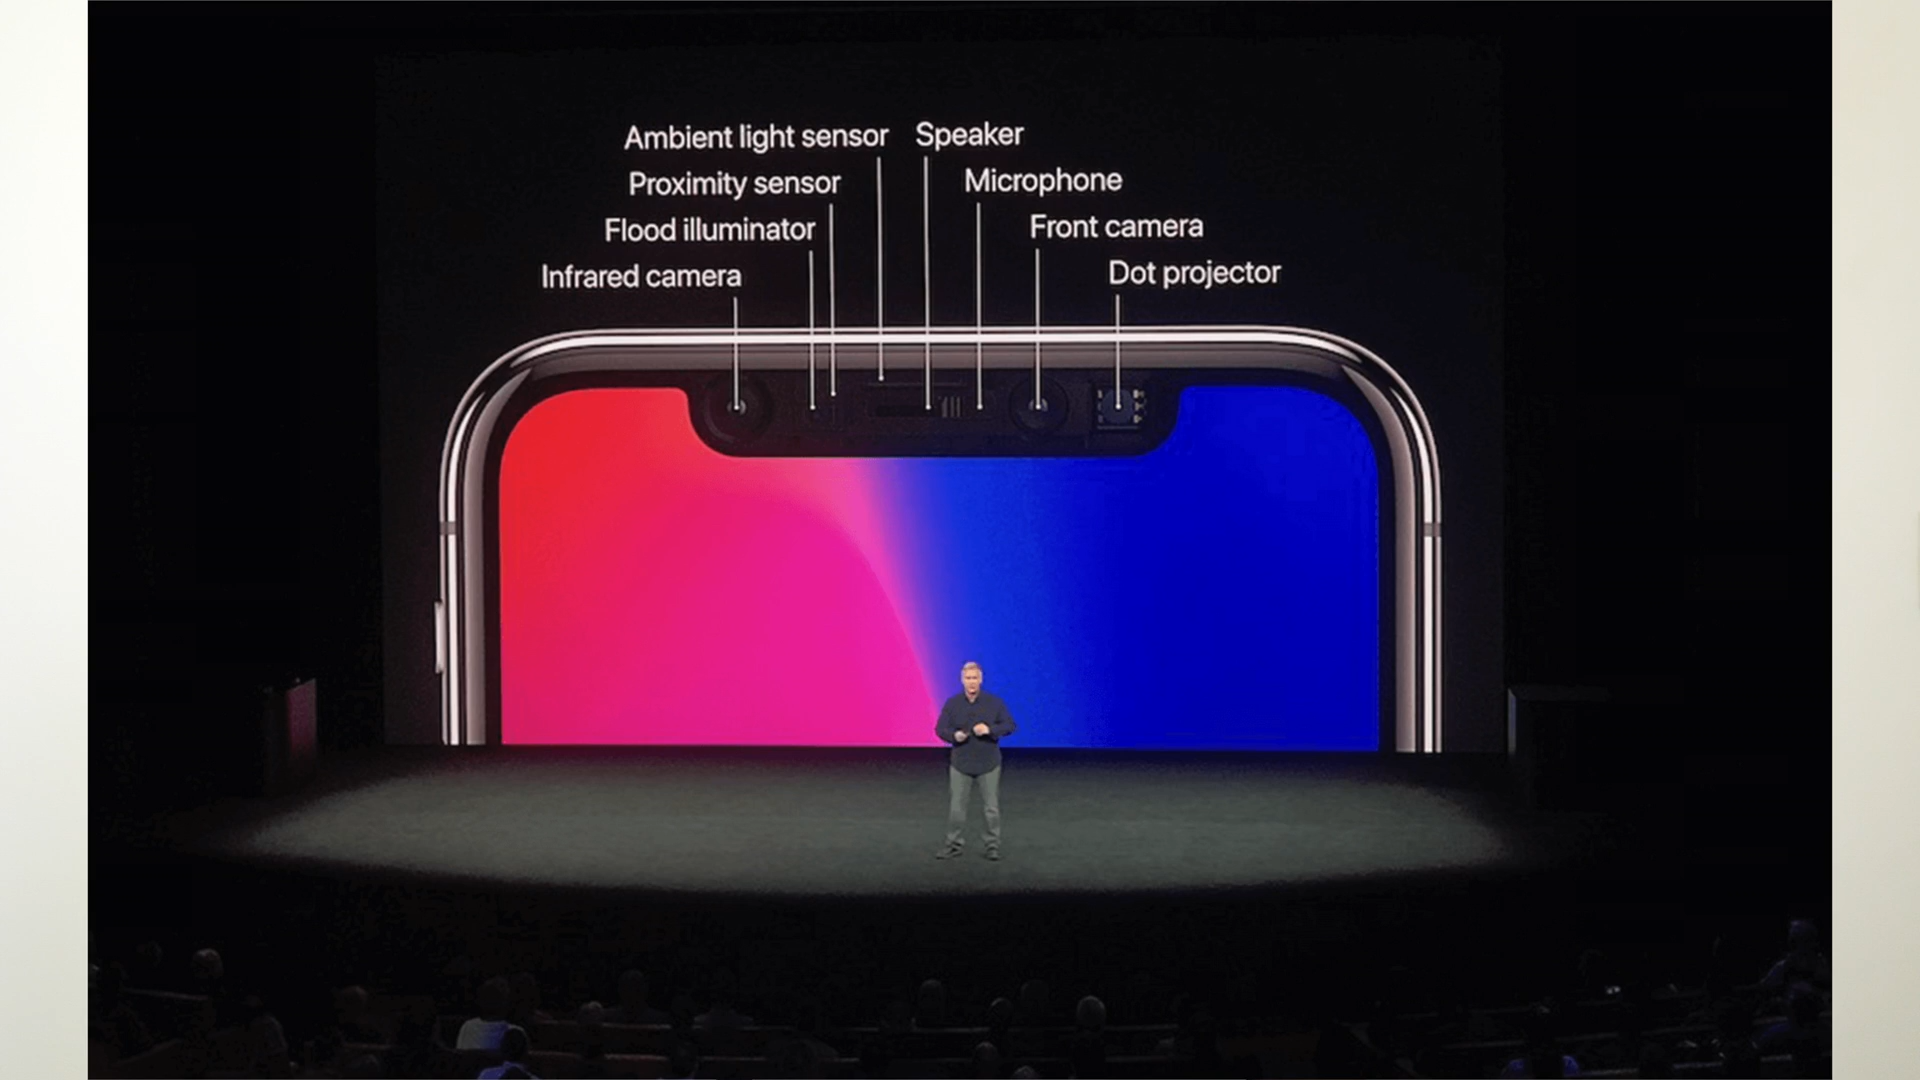 Ambient light sensor Speaker
Proximity sensor Microphone
Flood illuminator Front camera
Infrared camera Dot projector